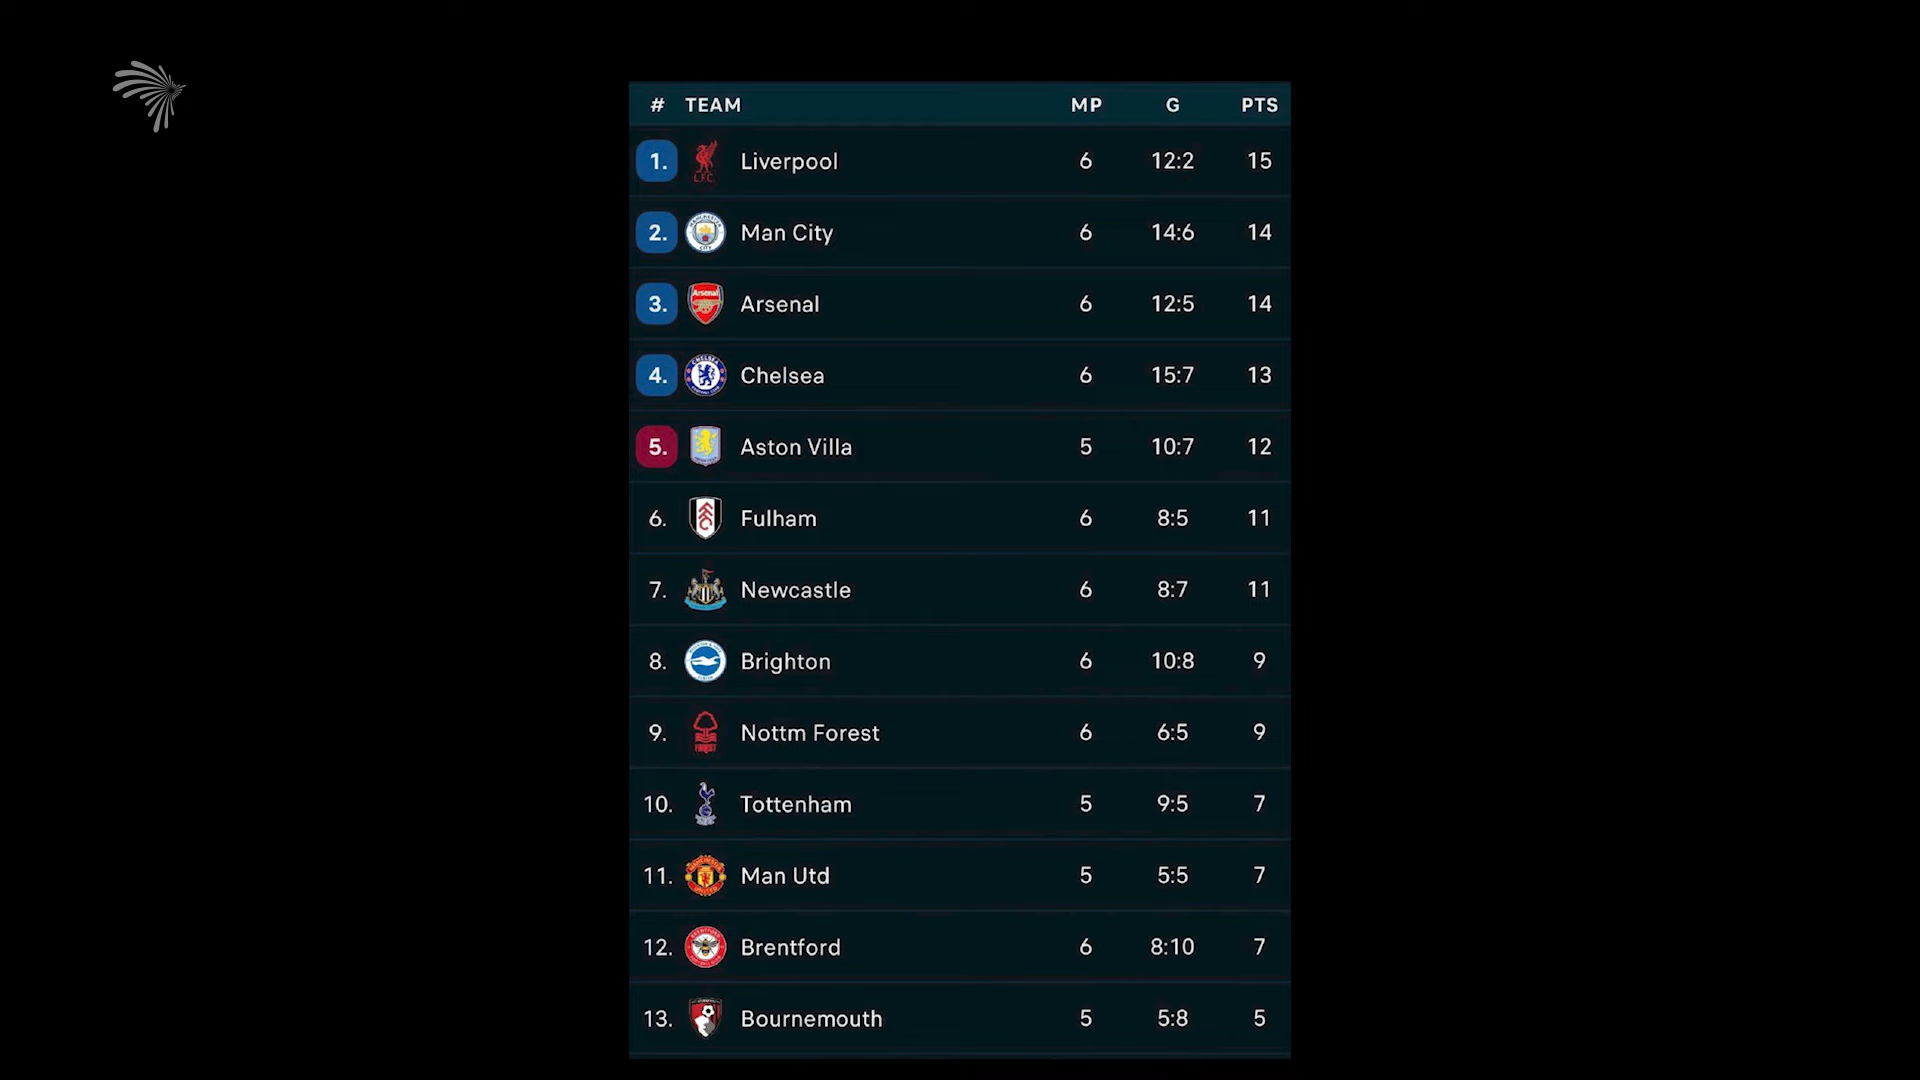 # TEAM MP G PTS
1. Liverpool 6 12:2 15
2. Man City 6 14:6 14
3. Arsenal 6 12:5 14
4. Chelsea 6 15:7 13
5. Aston Villa 5 10:7 12
6. Fulham 6 8:5 11
7. Newcastle 6 8:7 11
8. Brighton 6 10:8 9
9. Nottm Forest 6 6:5 9
10. Tottenham 5 9:5 7
11. Man Utd 5 5:5 7
12. Brentford 6 8:10 7
13. Bournemouth 5 5:8 5